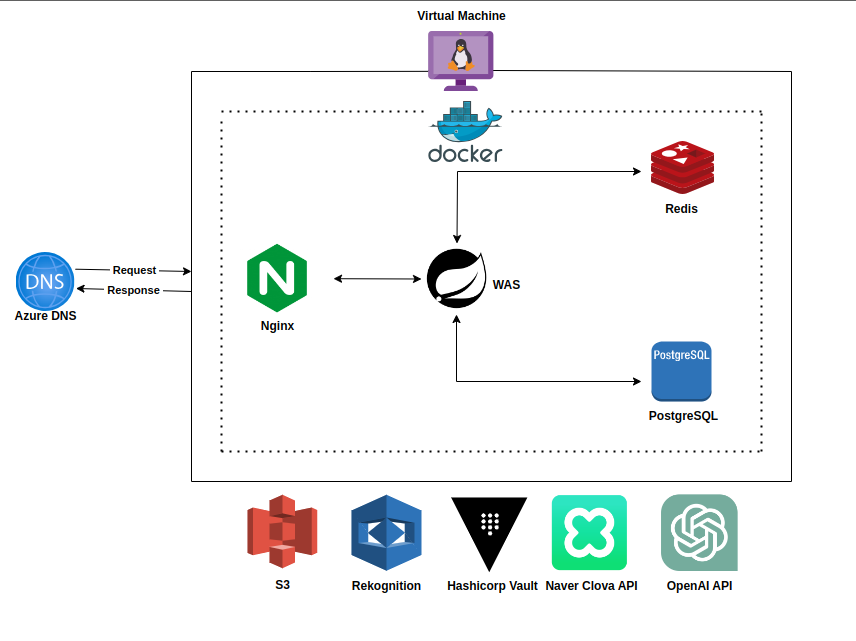 Virtual Machine
docker
Redis
DNS
Request
Response
Azure DNS
N
Nginx
WAS
PostgreSQL
PostgreSQL
S3
Rekognition
Hashicorp Vault
Naver Clova API
OpenAI API